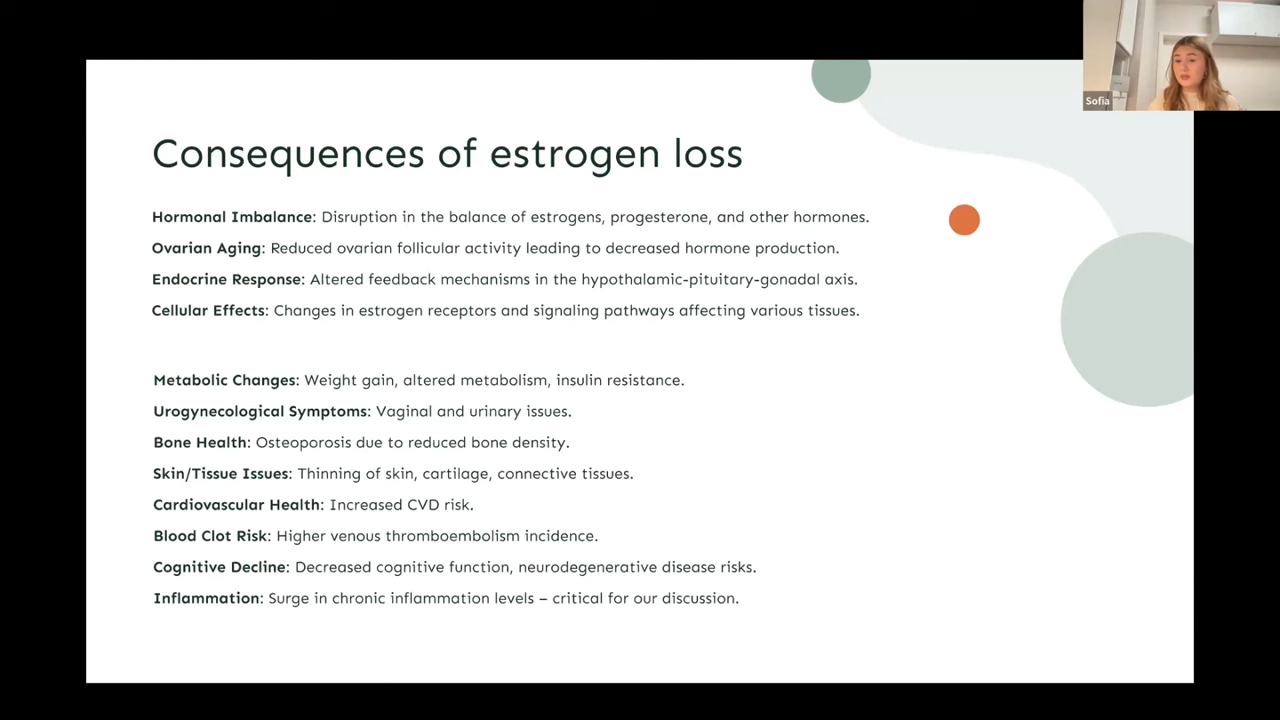 Sofia
Consequences of estrogen loss
Hormonal Imbalance: Disruption in the balance of estrogens, progesterone, and other hormones.
Ovarian Aging: Reduced ovarian follicular activity leading to decreased hormone production.
Endocrine Response: Altered feedback mechanisms in the hypothalamic-pituitary-gonadal axis.
Cellular Effects: Changes in estrogen receptors and signaling pathways affecting various tissues.
Metabolic Changes: Weight gain, altered metabolism, insulin resistance.
Urogynecological Symptoms: Vaginal and urinary issues.
Bone Health: Osteoporosis due to reduced bone density.
Skin/Tissue Issues: Thinning of skin, cartilage, connective tissues.
Cardiovascular Health: Increased CVD risk.
Blood Clot Risk: Higher venous thromboembolism incidence.
Cognitive Decline: Decreased cognitive function, neurodegenerative disease risks.
Inflammation: Surge in chronic inflammation levels – critical for our discussion.